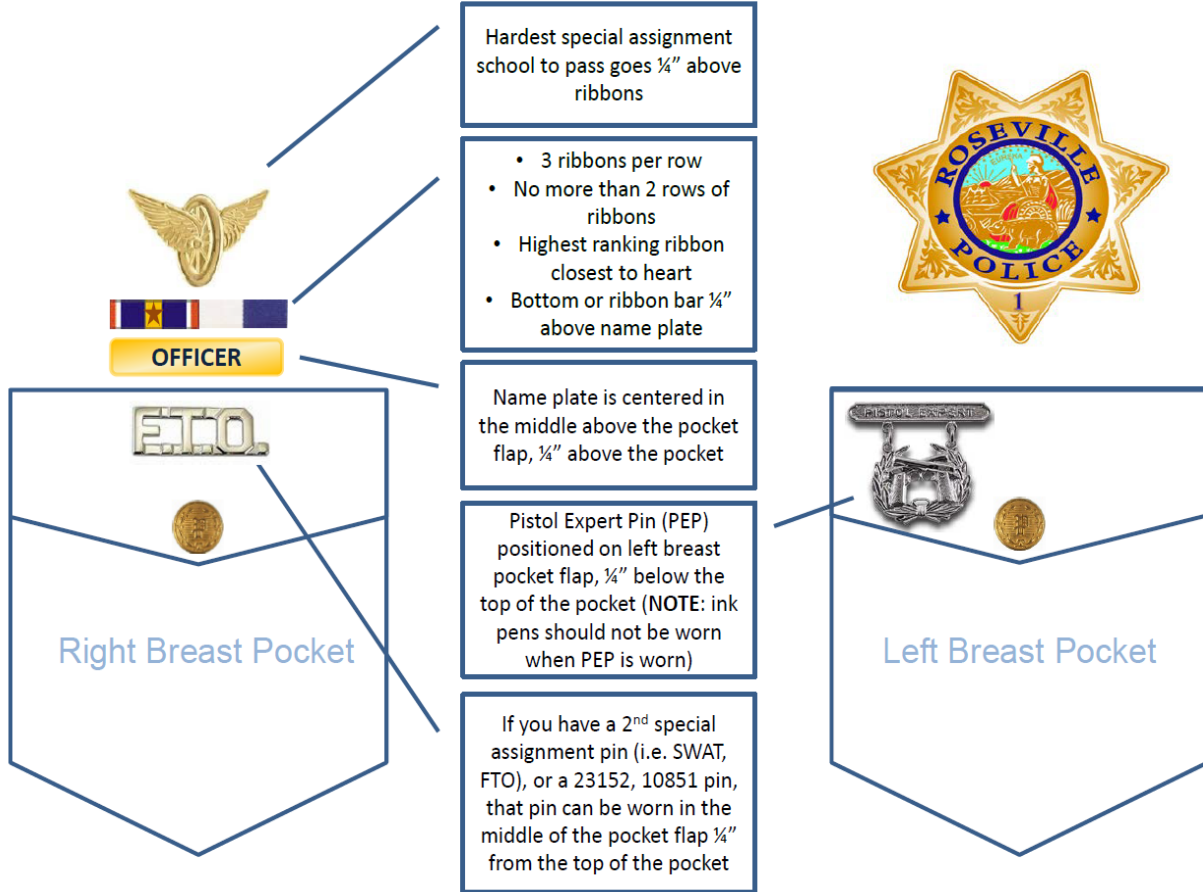 Hardest special assignment
school to pass goes ¼” above
ribbons
• 3 ribbons per row
• No more than 2 rows of
ribbons
• Highest ranking ribbon
closest to heart
• Bottom or ribbon bar ¼”
above name plate
OFFICER
Name plate is centered in
the middle above the pocket
flap, ¼” above the pocket
F.T.O.
Pistol Expert Pin (PEP)
positioned on left breast
pocket flap, ¼” below the
top of the pocket (NOTE: ink
pens should not be worn
when PEP is worn)
Right Breast Pocket
If you have a 2nd special
assignment pin (i.e. SWAT,
FTO), or a 23152, 10851 pin,
that pin can be worn in the
middle of the pocket flap ¼”
from the top of the pocket
ROSEVILLE
EUREKA
POLICE
1
PISTOL EXPERT
Left Breast Pocket